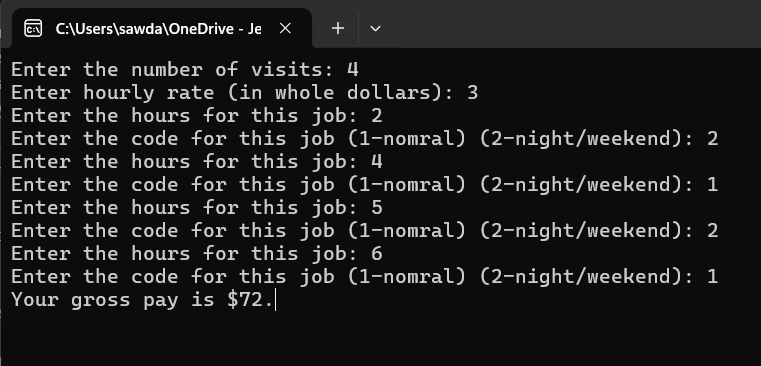 C:\Users\sawda\OneDrive - Je
Enter the number of visits: 4
Enter hourly rate (in whole dollars): 3
Enter the hours for this job: 2
Enter the code for this job (1-nomral) (2-night/weekend): 2
Enter the hours for this job: 4
Enter the code for this job (1-nomral) (2-night/weekend): 1
Enter the hours for this job: 5
Enter the code for this job (1-nomral) (2-night/weekend): 2
Enter the hours for this job: 6
Enter the code for this job (1-nomral) (2-night/weekend): 1
Your gross pay is $72.